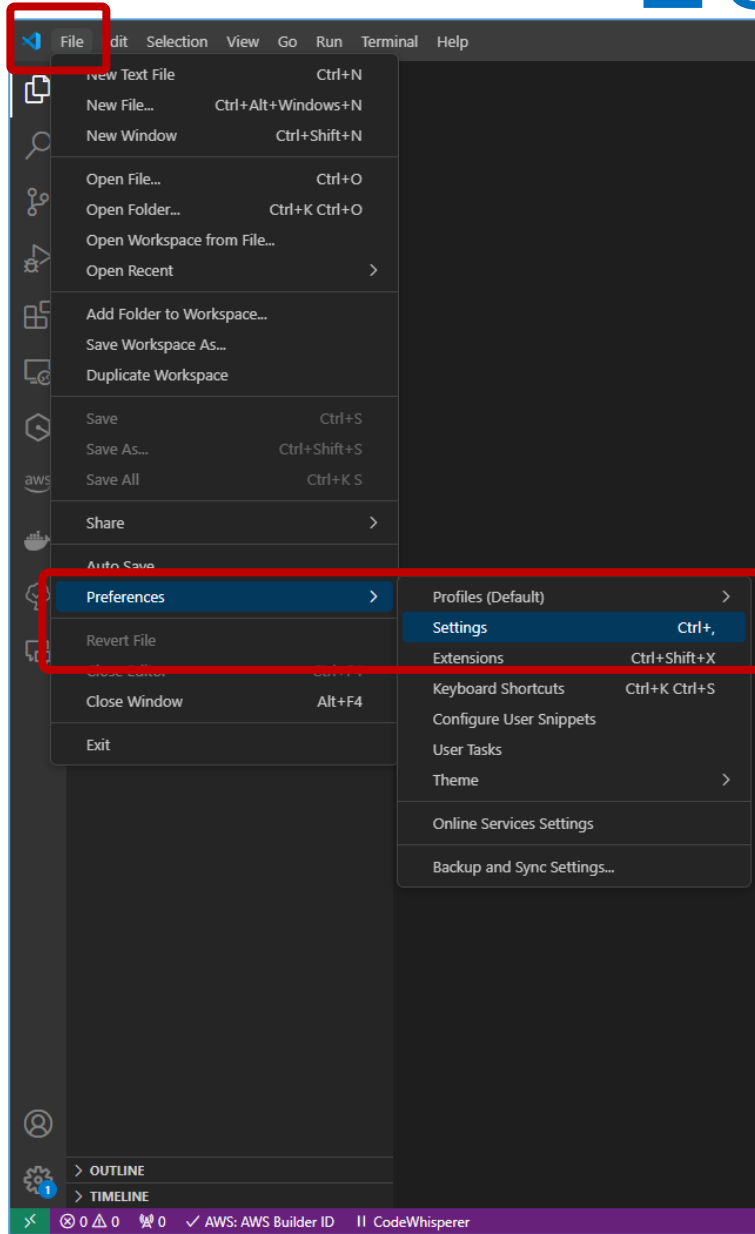 File Edit Selection View Go Run Terminal Help
New Text File Ctrl+N
New File... Ctrl+Alt+Windows+N
New Window Ctrl+Shift+N
Open File... Ctrl+O
Open Folder... Ctrl+K Ctrl+O
Open Workspace from File...
Open Recent
Add Folder to Workspace...
Save Workspace As...
Duplicate Workspace
Save Ctrl+S
Save As... Ctrl+Shift+S
aws Save All Ctrl+K S
Share
Auto Save
Preferences
Profiles (Default)
Settings Ctrl+,
Revert File
Extensions Ctrl+Shift+X
Close Editor Ctrl+F4
Keyboard Shortcuts Ctrl+K Ctrl+S
Close Window Alt+F4
Configure User Snippets
Exit
User Tasks
Theme
Online Services Settings
Backup and Sync Settings...
OUTLINE
1
TIMELINE
0 0 0 AWS: AWS Builder ID CodeWhisperer